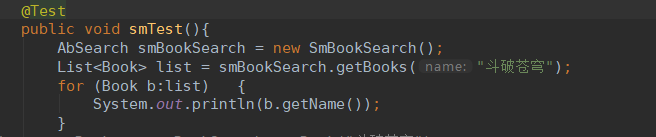 @Test
public void smTest(){
AbSearch smBookSearch = new SmBookSearch();
List<Book> list = smBookSearch.getBooks( name: "斗破苍穹");
for (Book b:list)   {
System.out.println(b.getName());
}